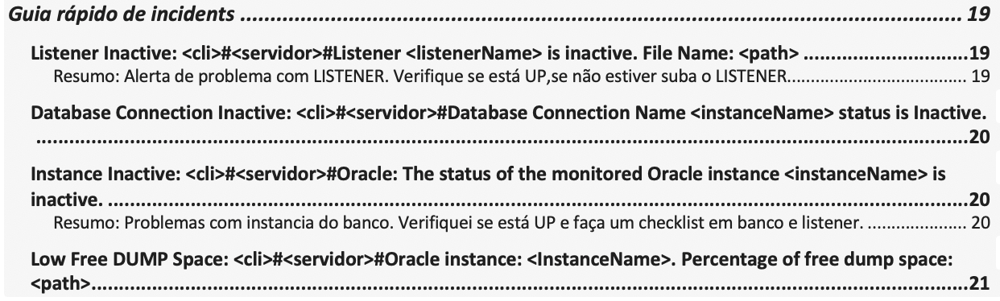 Guia rápido de incidents ........................................................................................................................ 19
Listener Inactive: <cli>#<servidor>#Listener <listenerName> is inactive. File Name: <path> ..............................19
Resumo: Alerta de problema com LISTENER. Verifique se está UP,se não estiver suba o LISTENER....................................... 19
Database Connection Inactive: <cli>#<servidor>#Database Connection Name <instanceName> status is Inactive.
........................................................................................................................................................20
Instance Inactive: <cli>#<servidor>#Oracle: The status of the monitored Oracle instance <instanceName> is
inactive. ............................................................................................................................................20
Resumo: Problemas com instancia do banco. Verifiquei se está UP e faça um checklist em banco e listener. ..................... 20
Low Free DUMP Space: <cli>#<servidor>#Oracle instance: <InstanceName>. Percentage of free dump space:
<path>...............................................................................................................................................21